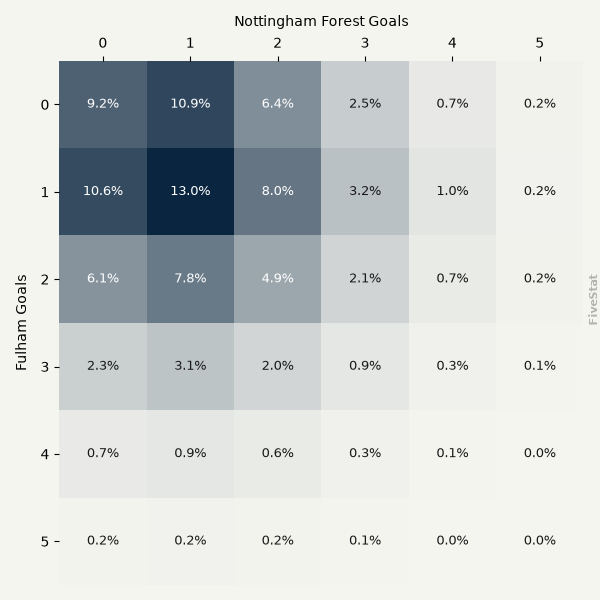 Nottingham Forest Goals
0 1 2 3 4 5
0 9.2% 10.9% 6.4% 2.5% 0.7% 0.2%
1 10.6% 13.0% 8.0% 3.2% 1.0% 0.2%
2 6.1% 7.8% 4.9% 2.1% 0.7% 0.2%
3 2.3% 3.1% 2.0% 0.9% 0.3% 0.1%
4 0.7% 0.9% 0.6% 0.3% 0.1% 0.0%
5 0.2% 0.2% 0.2% 0.1% 0.0% 0.0%
Fulham Goals
FiveStat